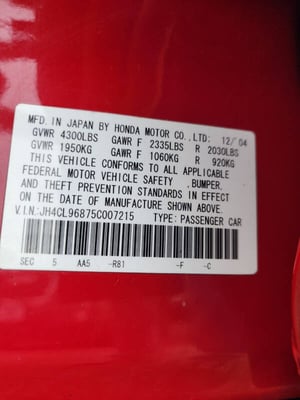 MFD. IN JAPAN BY HONDA MOTOR CO., LTD: 12/'04
GVWR 4300LBS GAWR F 2335LBS R 2030LBS
GVWR 1950KG GAWR F 1060KG R 920KG
THIS VEHICLE CONFORMS TO ALL APPLICABLE
FEDERAL MOTOR VEHICLE SAFETY ,BUMPER,
AND THEFT PREVENTION STANDARDS IN EFFECT
ON THE DATE OF MANUFACTURE SHOWN ABOVE.
V.I.N.:JH4CL96875C007215 TYPE: PASSENGER CAR
SEC 5 AA5 -R81 -F -C